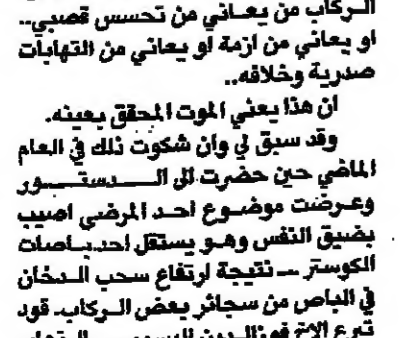 الركاب من يعاني من تحسس قصبي..
او يعاني من ازمة او يعاني من التهابات
صدرية وخلافه..
ان هذا يعني الموت المحقق بعينه.
وقد سبق لي وان شكوت ذلك في العام
الماضي حين حضرت الى الدستور
وعرضت موضوع احد المرضى اصيب
بضيق النفس وهو يستقل احد باصات
الكوستر ــ نتيجة لارتفاع سحب الدخان
في الباص من سجائر بعض الركاب. قود
تبرع الاخ